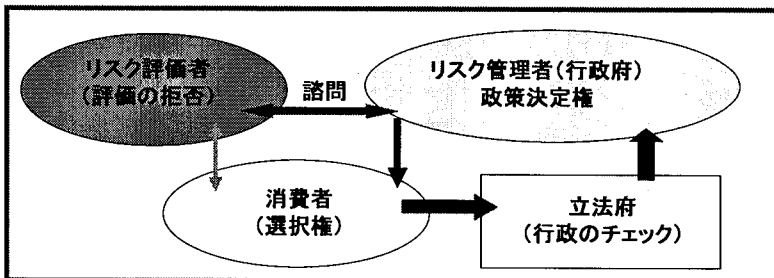 リスク評価者
(評価の拒否)
諮問
リスク管理者(行政府)
政策決定権
消費者
(選択権)
立法府
(行政のチェック)